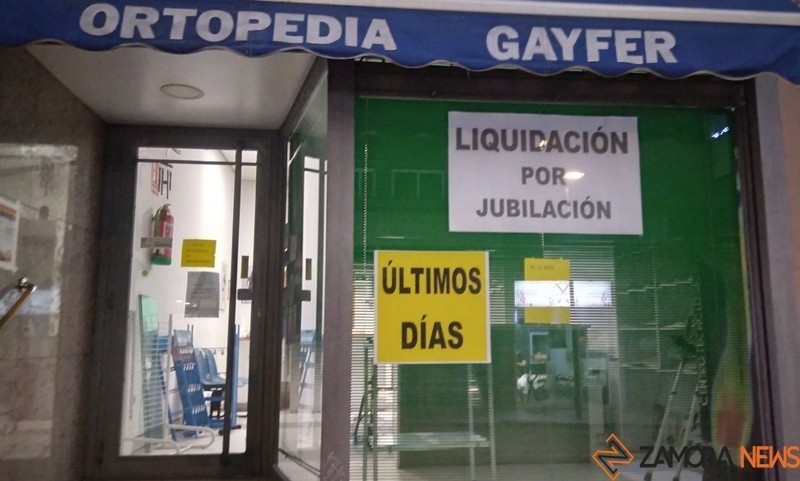 ORTOPEDIA GAYFER
LIQUIDACIÓN
POR
JUBILACIÓN
ÚLTIMOS
DÍAS
ZAMORA NEWS